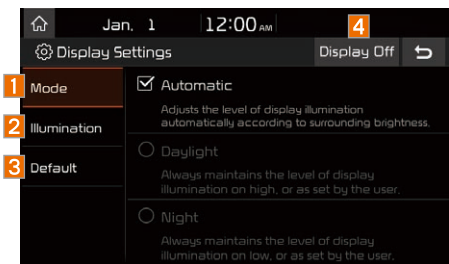 Jan. 1 12:00 AM
4
Display Settings Display Off
1 Mode
Automatic
Adjusts the level of display illumination
automatically according to surrounding brightness.
2 Illumination
Daylight
Always maintains the level of display
illumination on high, or as set by the user.
3 Default
Night
Always maintains the level of display
illumination on low, or as set by the user.